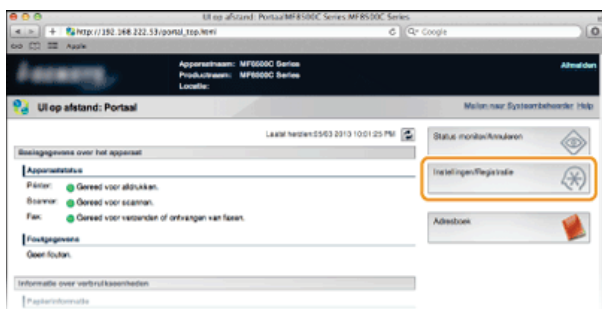 UI op afstand: Portaal:MF8500C Series:MF8500C Series
http://192.168.222.53/portal_top.html
Google
Apple
Apparaatnaam: MF8500C Series
Productnaam: MF8500C Series
Locatie:
Afmelden
UI op afstand: Portaal
Mail naar Systeembeheerder Help
Laatst herzien:05/03 2013 10:01:25 PM
Basisgegevens over het apparaat
Apparaatstatus
Printer: Gereed voor afdrukken.
Scanner: Gereed voor scannen.
Fax: Gereed voor verzenden of ontvangen van faxen.
Foutgegevens
Geen fouten.
Informatie over verbruikseenheden
Papierinformatie
Status monitor/Annuleren
Instellingen/Registratie
Adresboek